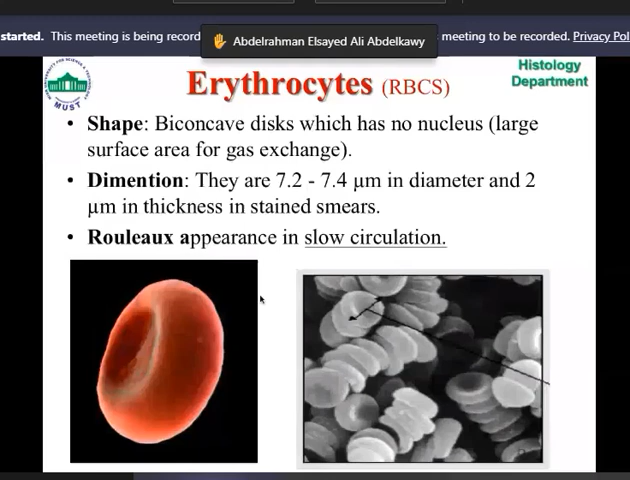 started. This meeting is being record
✋ Abdelrahman Elsayed Ali Abdelkawy
meeting to be recorded. Privacy Pol
MUST
Erythrocytes (RBCS)
Histology
Department
• Shape: Biconcave disks which has no nucleus (large
surface area for gas exchange).
• Dimention: They are 7.2 - 7.4 µm in diameter and 2
µm in thickness in stained smears.
• Rouleaux appearance in slow circulation.